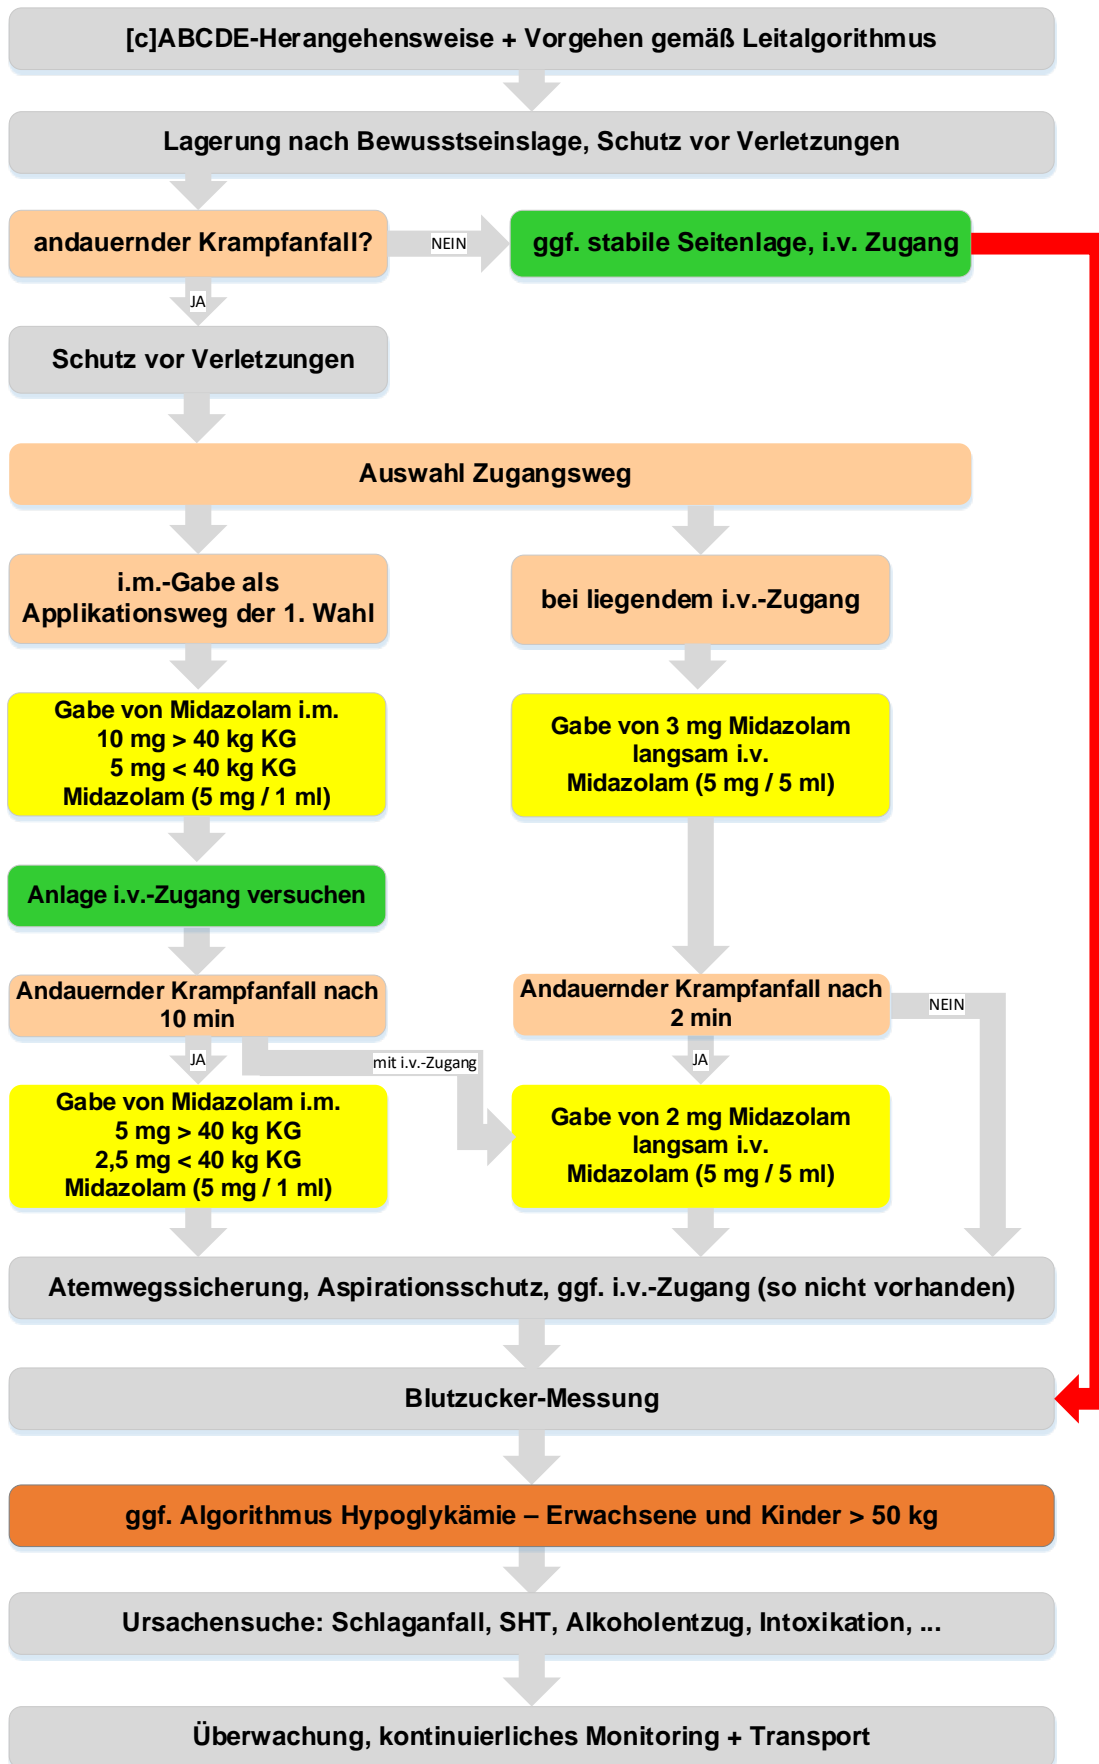 [c]ABCDE-Herangehensweise + Vorgehen gemäß Leitalgorithmus
Lagerung nach Bewusstseinslage, Schutz vor Verletzungen
andauernder Krampfanfall?
NEIN
ggf. stabile Seitenlage, i.v. Zugang
JA
Schutz vor Verletzungen
Auswahl Zugangsweg
i.m.-Gabe als
Applikationsweg der 1. Wahl
bei liegendem i.v.-Zugang
Gabe von Midazolam i.m.
10 mg > 40 kg KG
5 mg < 40 kg KG
Midazolam (5 mg / 1 ml)
Gabe von 3 mg Midazolam
langsam i.v.
Midazolam (5 mg / 5 ml)
Anlage i.v.-Zugang versuchen
Andauernder Krampfanfall nach
10 min
Andauernder Krampfanfall nach
2 min
NEIN
JA
mit i.v.-Zugang
JA
Gabe von Midazolam i.m.
5 mg > 40 kg KG
2,5 mg < 40 kg KG
Midazolam (5 mg / 1 ml)
Gabe von 2 mg Midazolam
langsam i.v.
Midazolam (5 mg / 5 ml)
Atemwegssicherung, Aspirationsschutz, ggf. i.v.-Zugang (so nicht vorhanden)
Blutzucker-Messung
ggf. Algorithmus Hypoglykämie – Erwachsene und Kinder > 50 kg
Ursachensuche: Schlaganfall, SHT, Alkoholentzug, Intoxikation, ...
Überwachung, kontinuierliches Monitoring + Transport